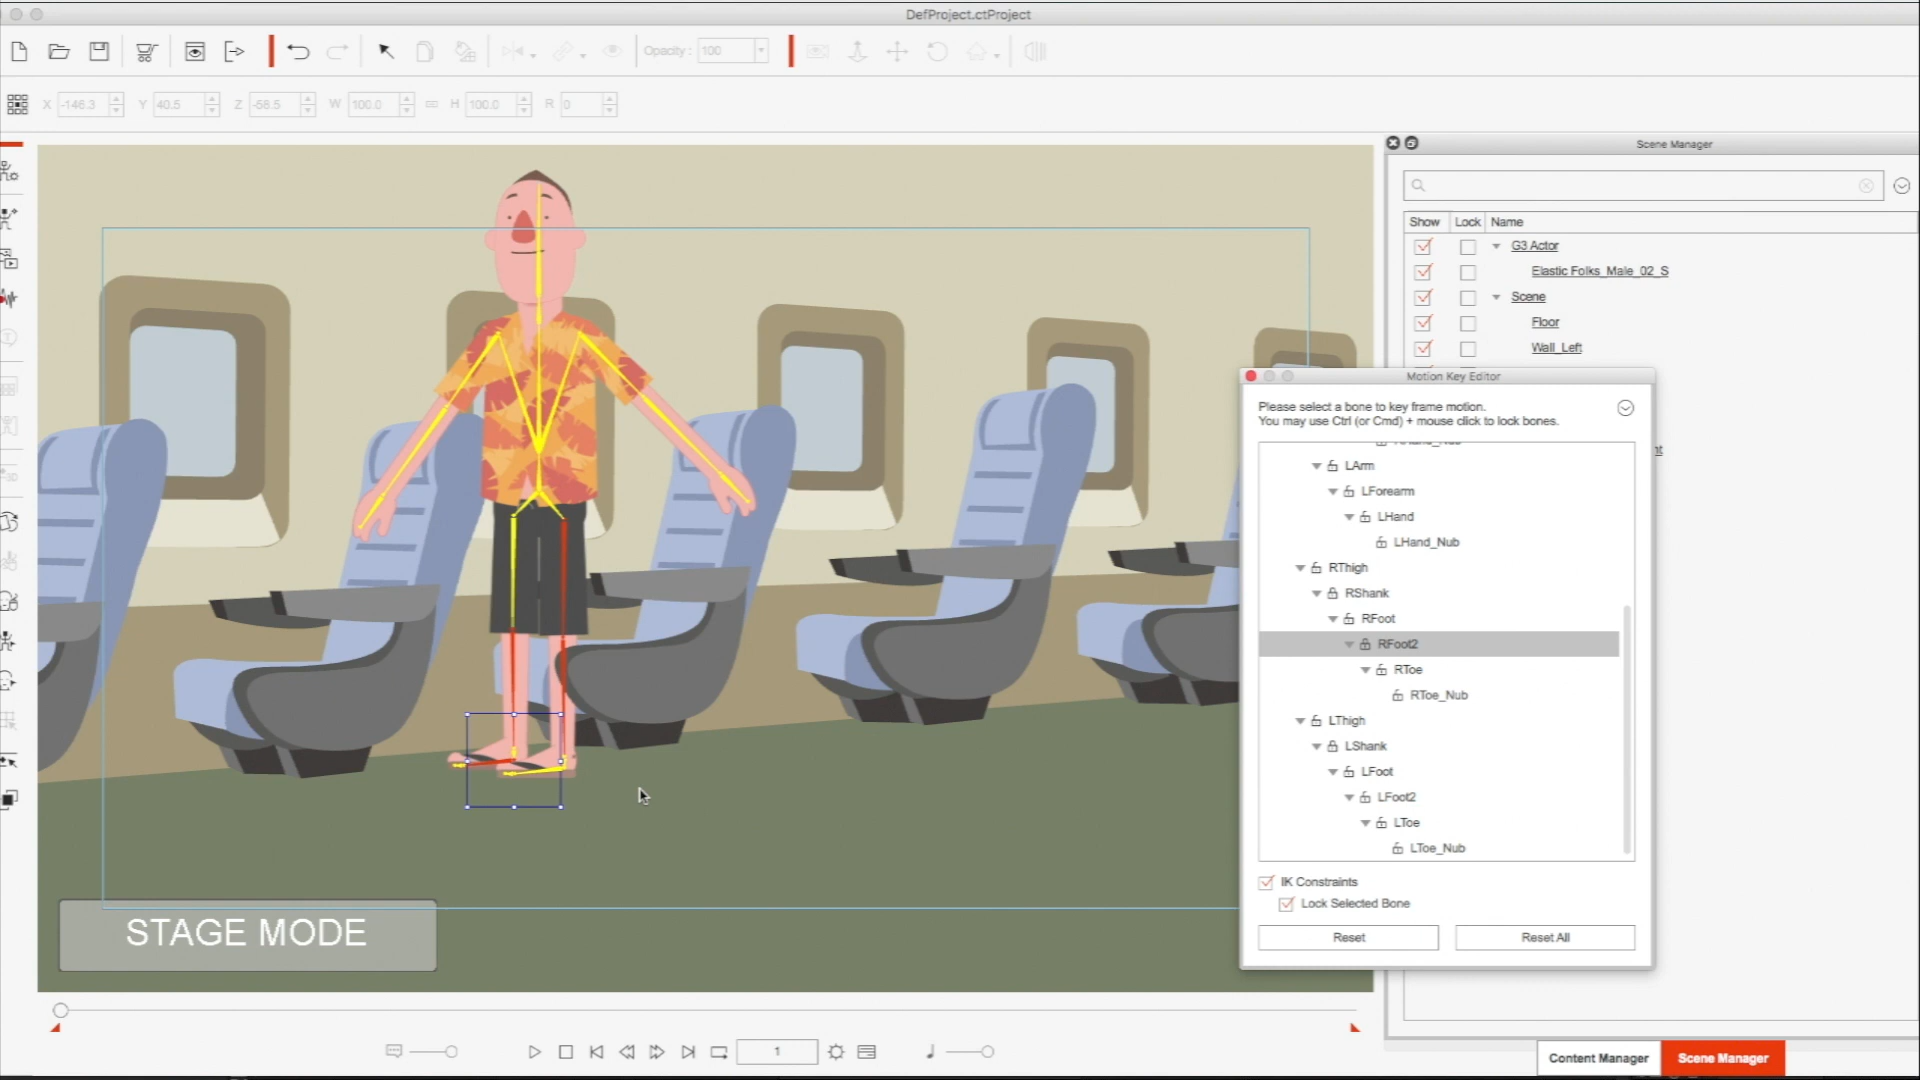 DefProject.ctProject
Opacity : 100
X -146.3 Y 40.5 Z -58.5 W 100.0 H 100.0 R 0
Scene Manager
Show Lock Name
G3 Actor
Elastic Folks_Male_02_S
Scene
Floor
Wall_Left
Motion Key Editor
Please select a bone to key frame motion.
You may use Ctrl (or Cmd) + mouse click to lock bones.
LArm
LForearm
LHand
LHand_Nub
RThigh
RShank
RFoot
RFoot2
RToe
RToe_Nub
LThigh
LShank
LFoot
LFoot2
LToe
LToe_Nub
IK Constraints
Lock Selected Bone
Reset Reset All
STAGE MODE
1
Content Manager Scene Manager